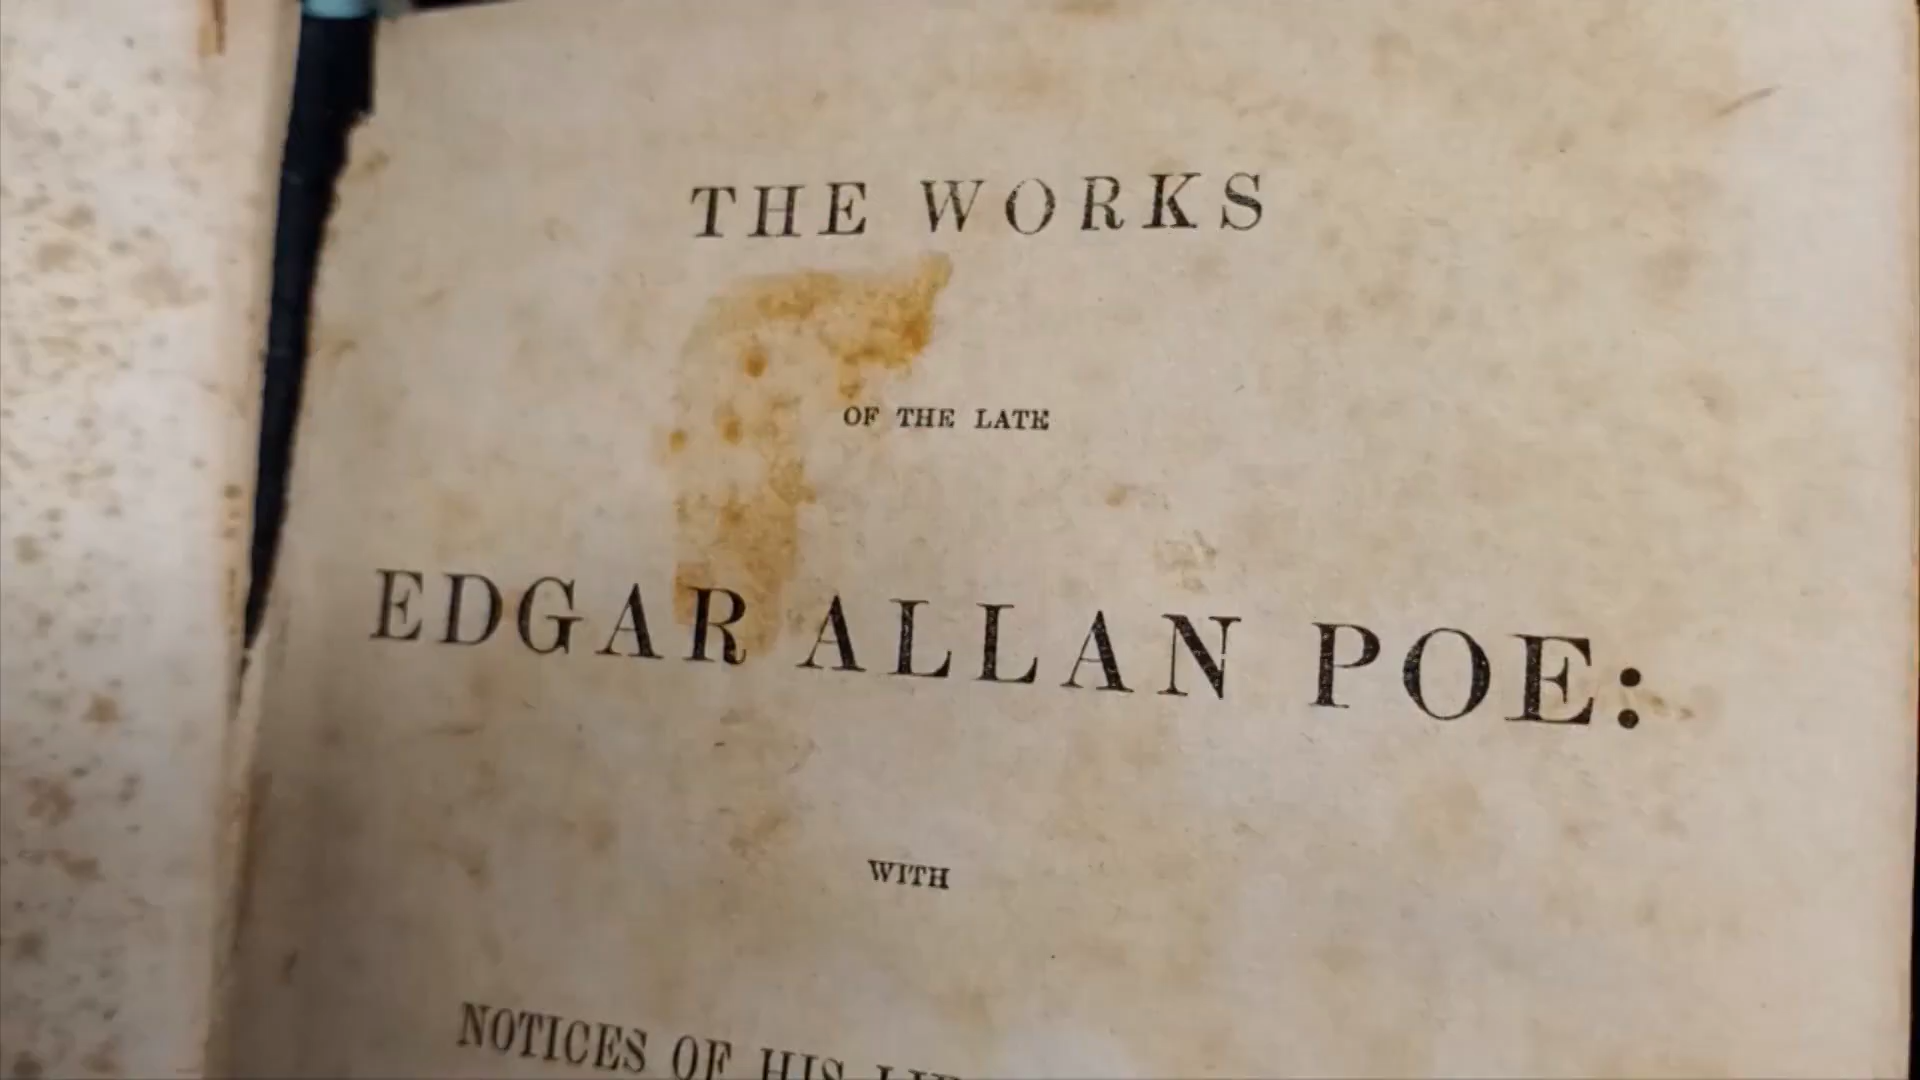 THE WORKS
OF THE LATE
EDGAR ALLAN POE:
WITH
NOTICES OF HIS